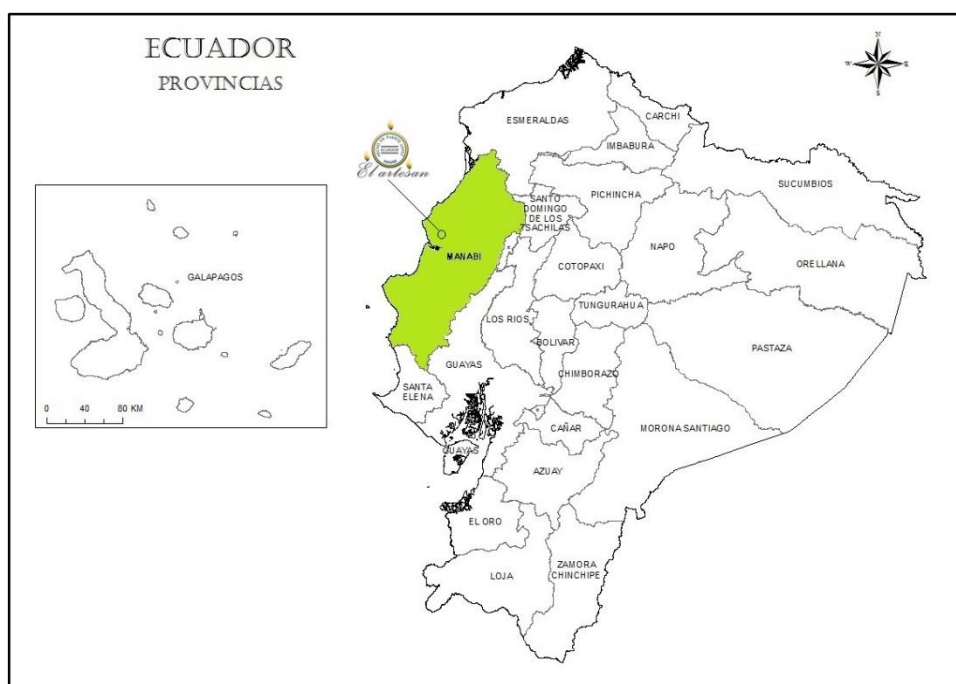 ECUADOR
PROVINCIAS
N
W
E
S
CARCHI
ESMERALDAS
IMBABURA
El artesan
ECUADOR
SUCUMBIOS
PICHINCHA
SANTO
DOMINGO
DE LOS
TSACHILAS
NAPO
MANABI
COTOPAXI
ORELLANA
GALAPAGOS
TUNGURAHUA
LOS RIOS
BOLIVAR
PASTAZA
GUAYAS
CHIMBORAZO
SANTA
ELENA
0 40 80 KM
CAÑAR
MORONA SANTIAGO
GUAYAS
AZUAY
EL ORO
ZAMORA
CHINCHIPE
LOJA